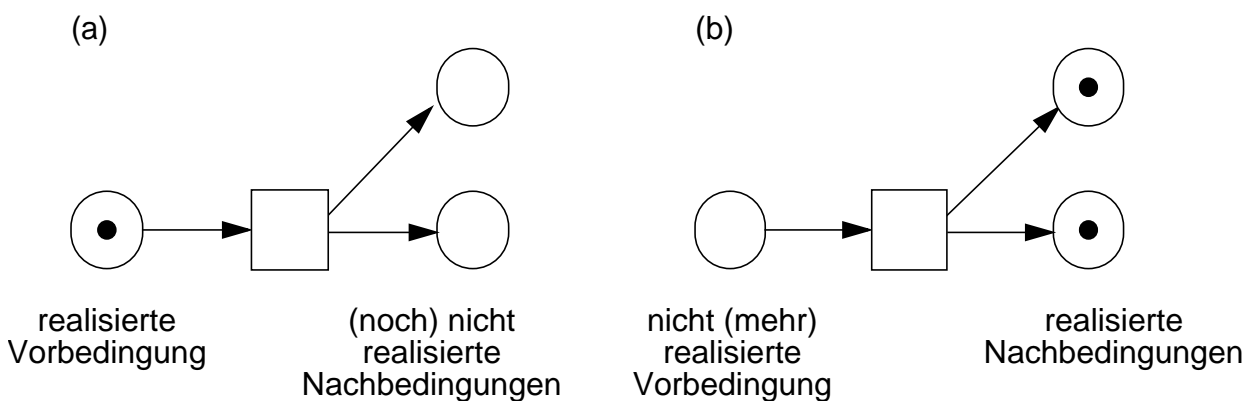 (a)
(b)
realisierte
Vorbedingung
(noch) nicht
realisierte
Nachbedingungen
nicht (mehr)
realisierte
Vorbedingung
realisierte
Nachbedingungen